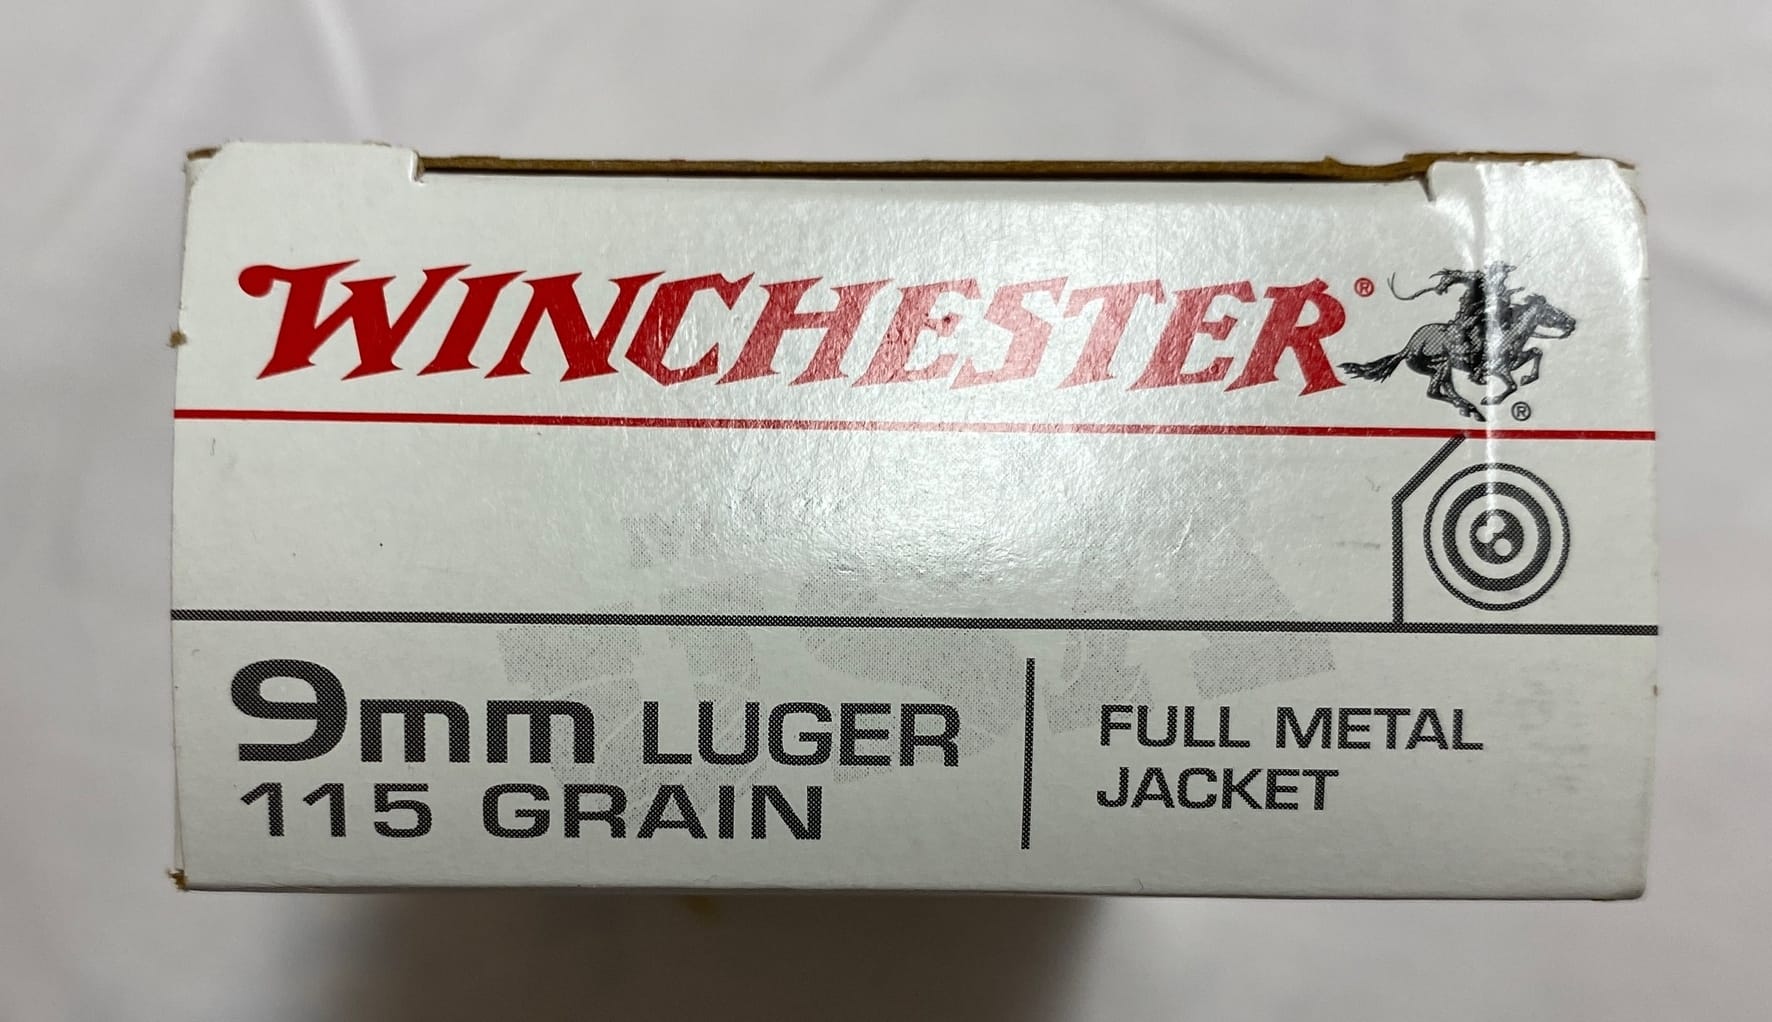 WINCHESTER®
®
9mm LUGER
115 GRAIN
FULL METAL
JACKET